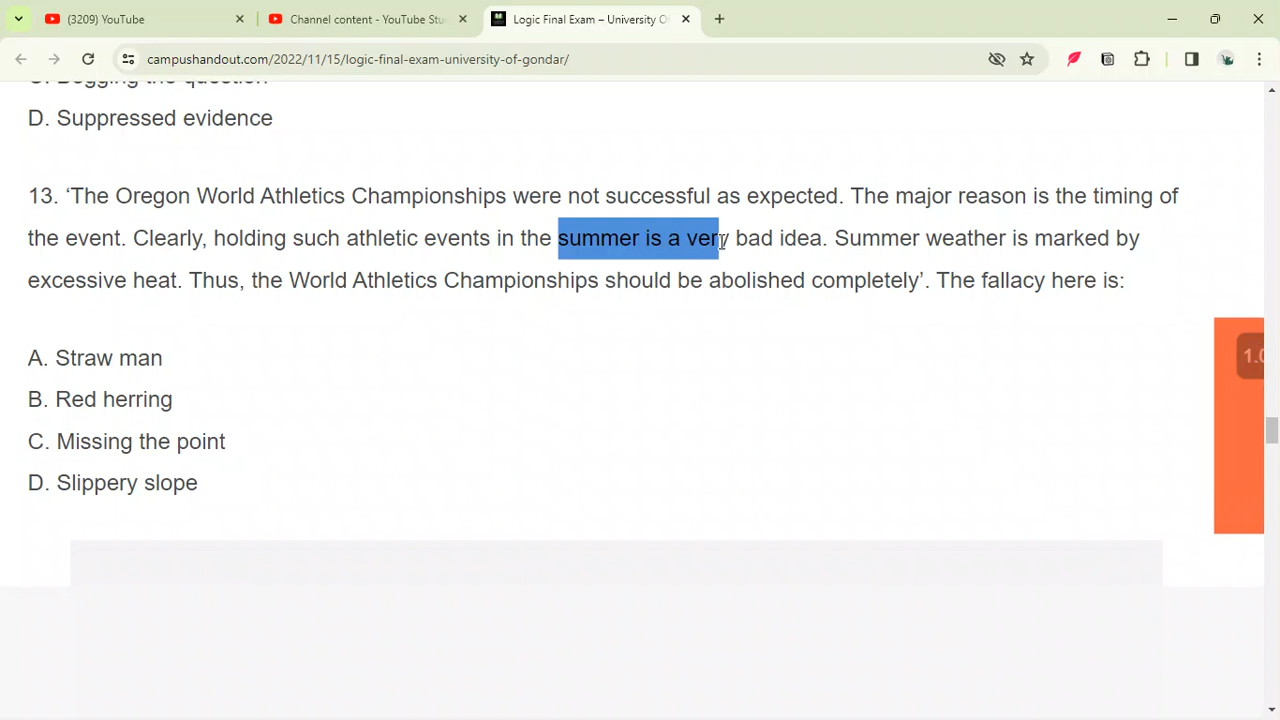 (3209) YouTube
Channel content - YouTube Stu
Logic Final Exam – University O
campushandout.com/2022/11/15/logic-final-exam-university-of-gondar/
C. Begging the question
D. Suppressed evidence
13. ‘The Oregon World Athletics Championships were not successful as expected. The major reason is the timing of
the event. Clearly, holding such athletic events in the summer is a very bad idea. Summer weather is marked by
excessive heat. Thus, the World Athletics Championships should be abolished completely’. The fallacy here is:
A. Straw man
B. Red herring
C. Missing the point
D. Slippery slope